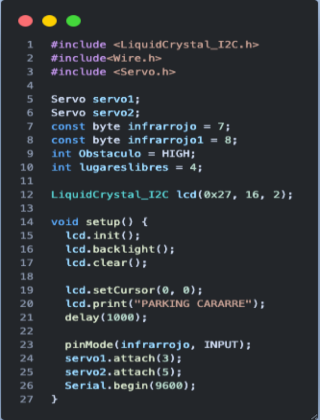 1 #include <LiquidCrystal_I2C.h>
2 #include<Wire.h>
3 #include <Servo.h>
4
5 Servo servo1;
6 Servo servo2;
7 const byte infrarrojo = 7;
8 const byte infrarrojo1 = 8;
9 int Obstaculo = HIGH;
10 int lugareslibres = 4;
11
12 LiquidCrystal_I2C lcd(0x27, 16, 2);
13
14 void setup() {
15 lcd.init();
16 lcd.backlight();
17 lcd.clear();
18
19 lcd.setCursor(0, 0);
20 lcd.print("PARKING CARARRE");
21 delay(1000);
22
23 pinMode(infrarrojo, INPUT);
24 servo1.attach(3);
25 servo2.attach(5);
26 Serial.begin(9600);
27 }